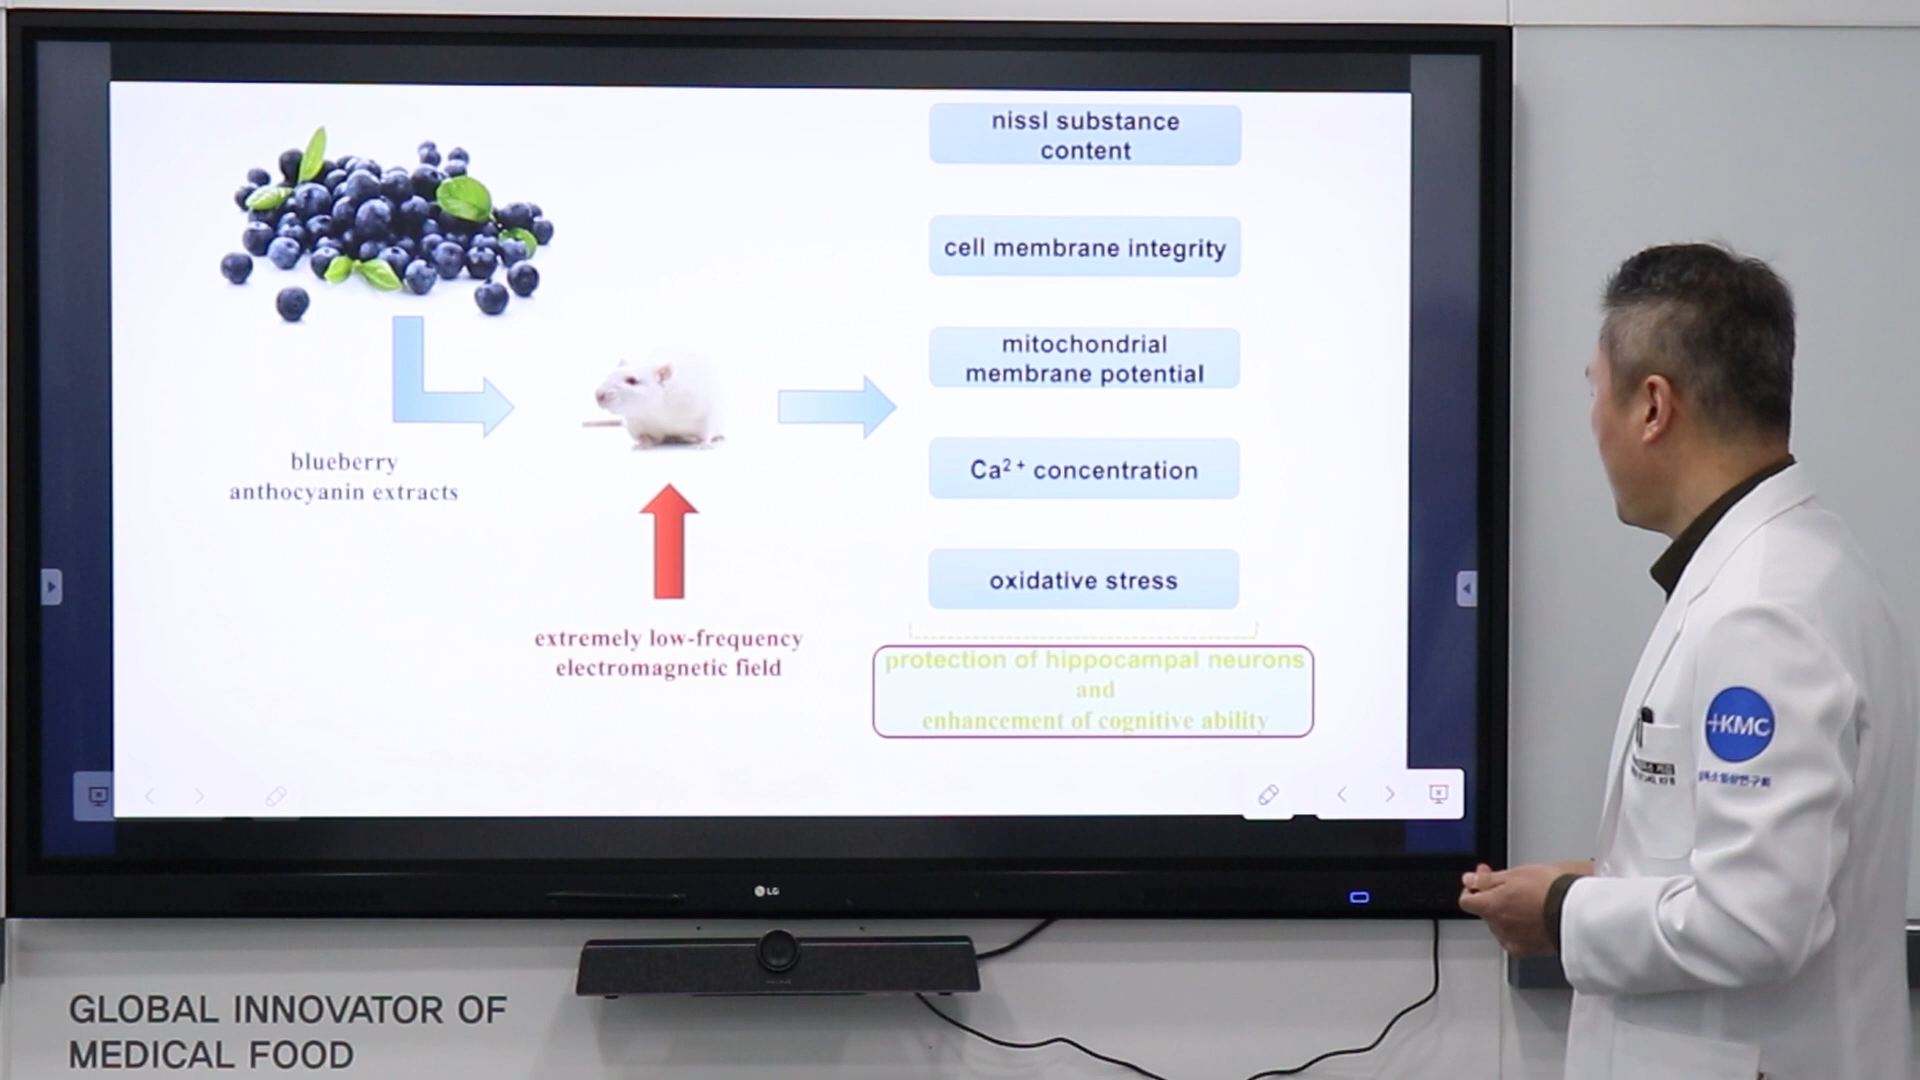 nissl substance
content
cell membrane integrity
mitochondrial
membrane potential
Ca²⁺ concentration
oxidative stress
blueberry
anthocyanin extracts
extremely low-frequency
electromagnetic field
protection of hippocampal neurons
and
enhancement of cognitive ability
LG
+KMC
GLOBAL INNOVATOR OF
MEDICAL FOOD